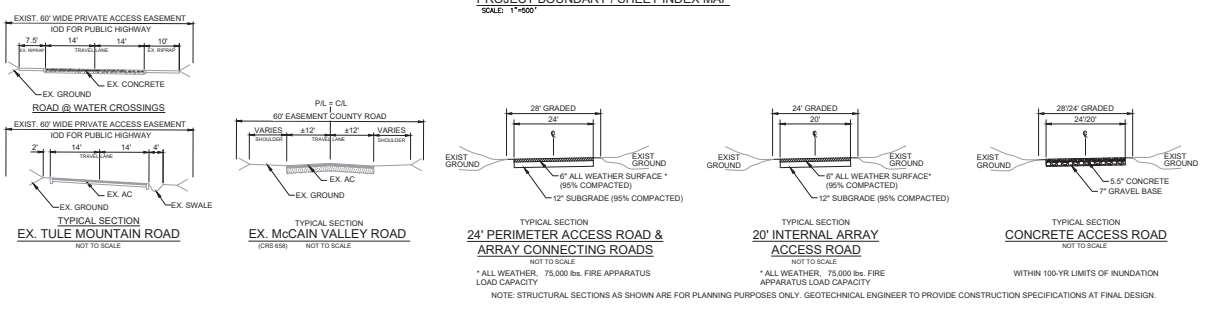 PROJECT BOUNDARY / SHEET INDEX MAP
SCALE: 1"=500'
EXIST. 60' WIDE PRIVATE ACCESS EASEMENT
IOD FOR PUBLIC HIGHWAY
7.5' 14' 14' 10'
EX. RIPRAP TRAVEL LANE EX. RIPRAP
EX. CONCRETE
EX. GROUND
ROAD @ WATER CROSSINGS
EXIST. 60' WIDE PRIVATE ACCESS EASEMENT
IOD FOR PUBLIC HIGHWAY
2' 14' 14' 4'
TRAVEL LANE
EX. AC
EX. GROUND
EX. SWALE
TYPICAL SECTION
EX. TULE MOUNTAIN ROAD
NOT TO SCALE
P/L = C/L
60' EASEMENT COUNTY ROAD
VARIES ±12' ±12' VARIES
SHOULDER TRAVEL LANE SHOULDER
EX. AC
EX. GROUND
TYPICAL SECTION
EX. McCAIN VALLEY ROAD
(CRS 658) NOT TO SCALE
28' GRADED
24'
℄
EXIST
GROUND
EXIST
GROUND
6" ALL WEATHER SURFACE *
(95% COMPACTED)
12" SUBGRADE (95% COMPACTED)
TYPICAL SECTION
24' PERIMETER ACCESS ROAD &
ARRAY CONNECTING ROADS
NOT TO SCALE
* ALL WEATHER, 75,000 lbs. FIRE APPARATUS
LOAD CAPACITY
24' GRADED
20'
℄
EXIST
GROUND
EXIST
GROUND
6" ALL WEATHER SURFACE*
(95% COMPACTED)
12" SUBGRADE (95% COMPACTED)
TYPICAL SECTION
20' INTERNAL ARRAY
ACCESS ROAD
NOT TO SCALE
* ALL WEATHER, 75,000 lbs. FIRE
APPARATUS LOAD CAPACITY
28'/24' GRADED
24'/20'
℄
EXIST
GROUND
EXIST
GROUND
5.5" CONCRETE
7" GRAVEL BASE
TYPICAL SECTION
CONCRETE ACCESS ROAD
NOT TO SCALE
WITHIN 100-YR LIMITS OF INUNDATION
NOTE: STRUCTURAL SECTIONS AS SHOWN ARE FOR PLANNING PURPOSES ONLY. GEOTECHNICAL ENGINEER TO PROVIDE CONSTRUCTION SPECIFICATIONS AT FINAL DESIGN.